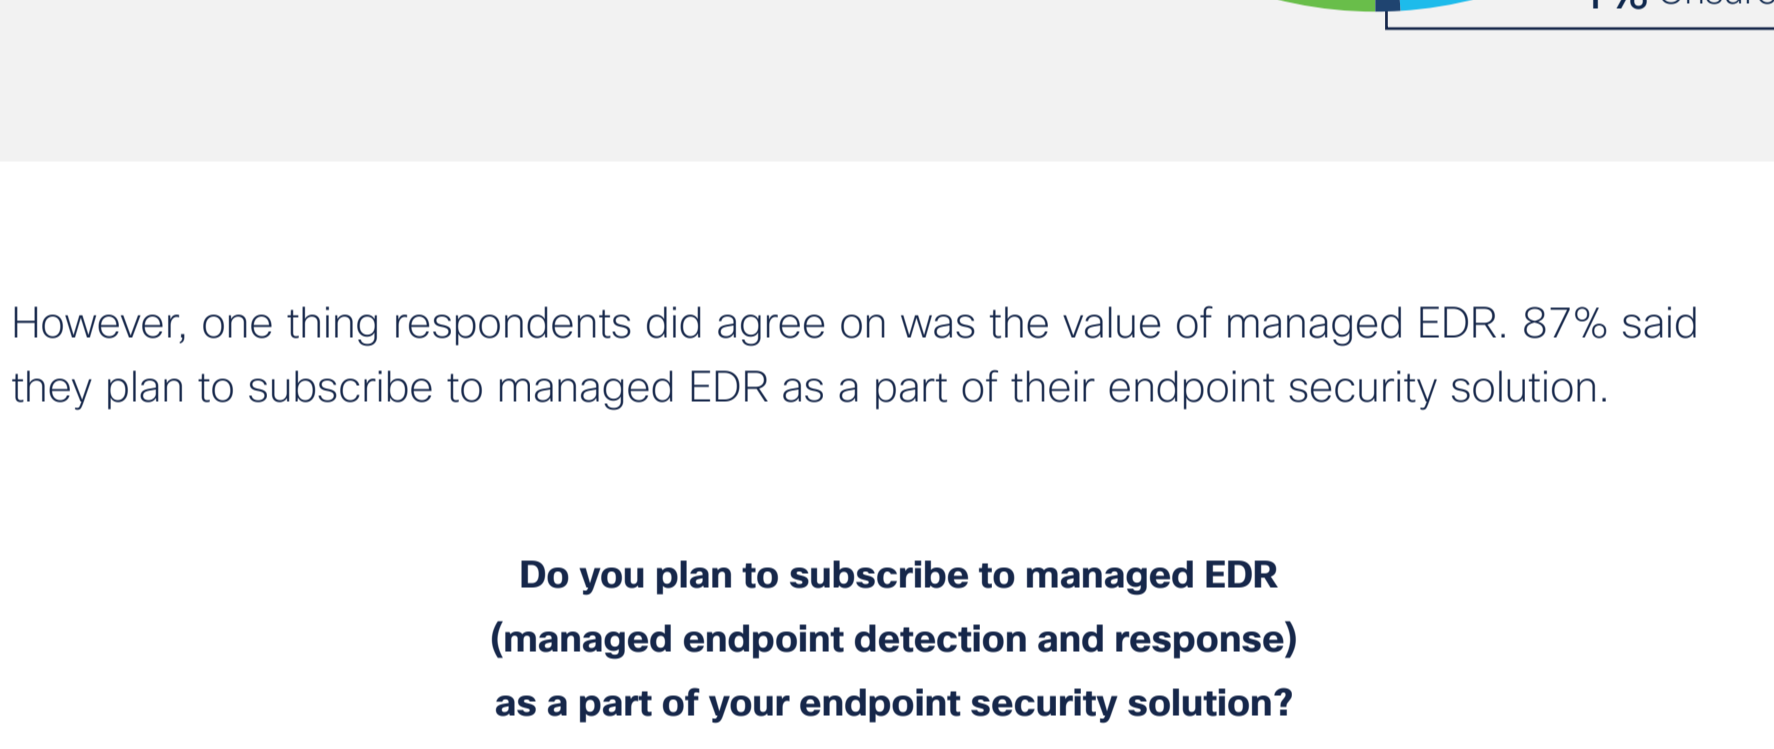 However, one thing respondents did agree on was the value of managed EDR. 87% said
they plan to subscribe to managed EDR as a part of their endpoint security solution.
Do you plan to subscribe to managed EDR
(managed endpoint detection and response)
as a part of your endpoint security solution?